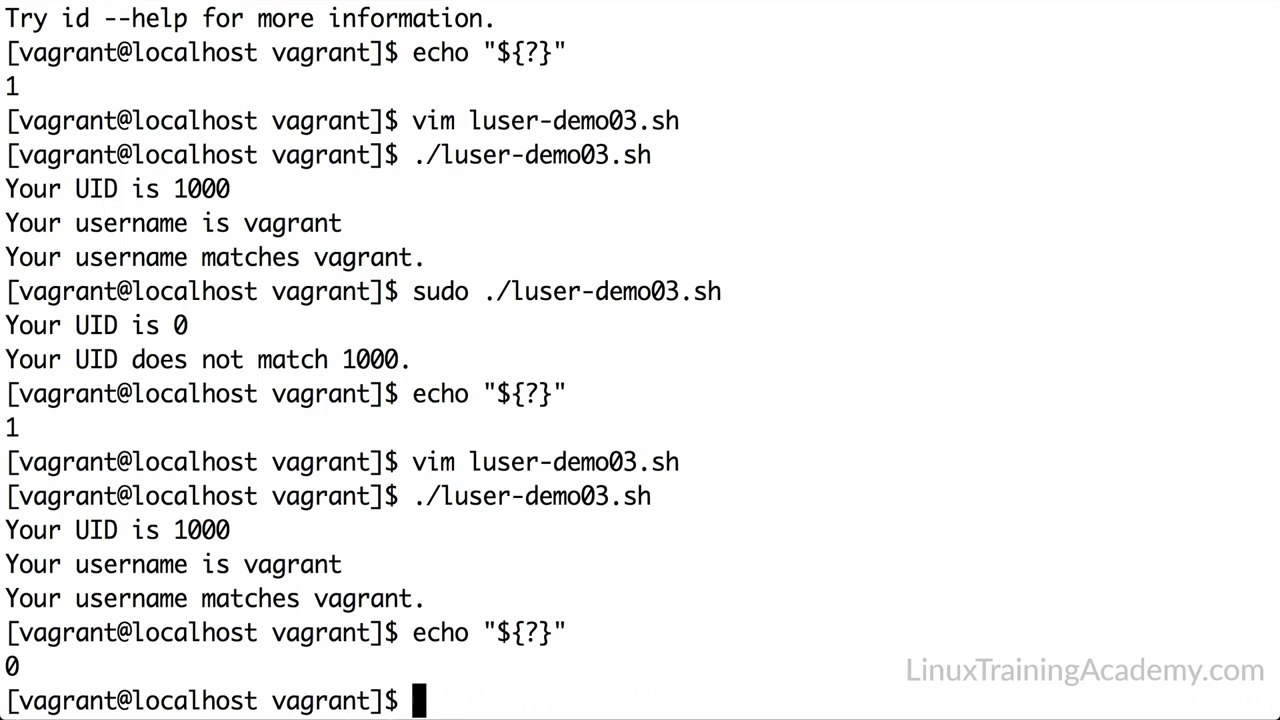 Try id --help for more information.
[vagrant@localhost vagrant]$ echo "${?}"
1
[vagrant@localhost vagrant]$ vim luser-demo03.sh
[vagrant@localhost vagrant]$ ./luser-demo03.sh
Your UID is 1000
Your username is vagrant
Your username matches vagrant.
[vagrant@localhost vagrant]$ sudo ./luser-demo03.sh
Your UID is 0
Your UID does not match 1000.
[vagrant@localhost vagrant]$ echo "${?}"
1
[vagrant@localhost vagrant]$ vim luser-demo03.sh
[vagrant@localhost vagrant]$ ./luser-demo03.sh
Your UID is 1000
Your username is vagrant
Your username matches vagrant.
[vagrant@localhost vagrant]$ echo "${?}"
0
[vagrant@localhost vagrant]$
LinuxTrainingAcademy.com